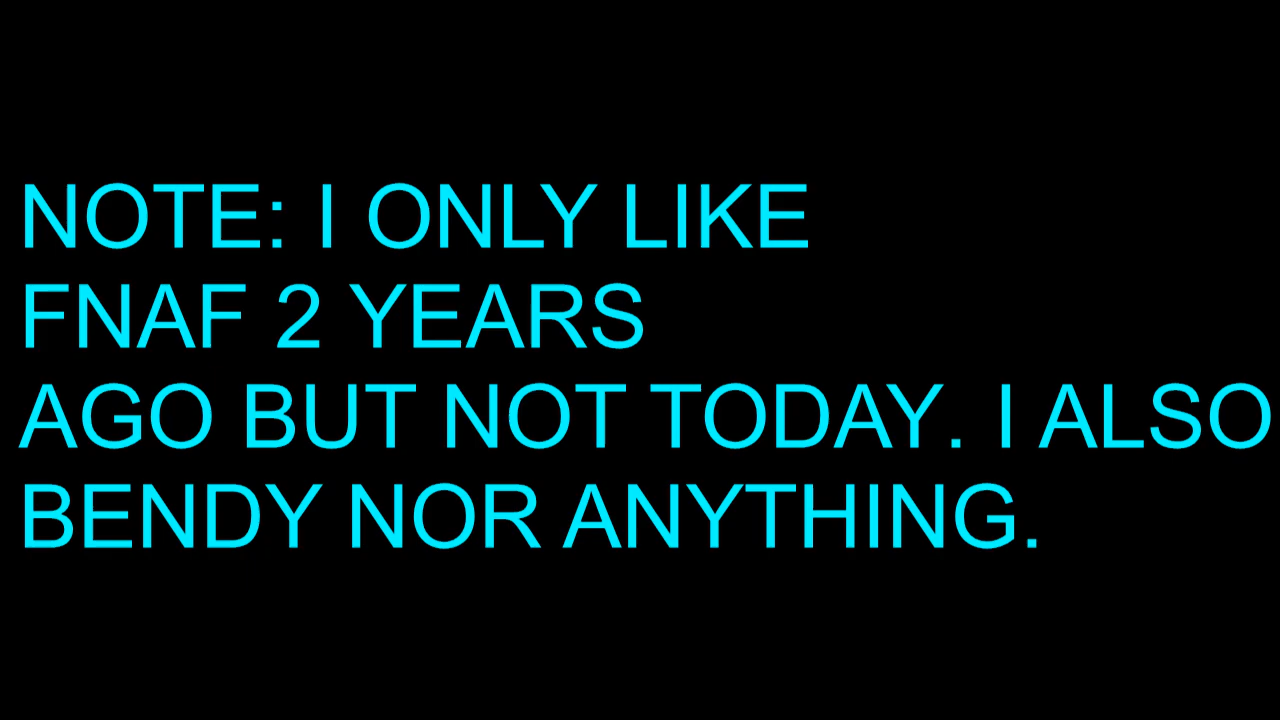 NOTE: I ONLY LIKE
FNAF 2 YEARS
AGO BUT NOT TODAY. I ALSO
BENDY NOR ANYTHING.